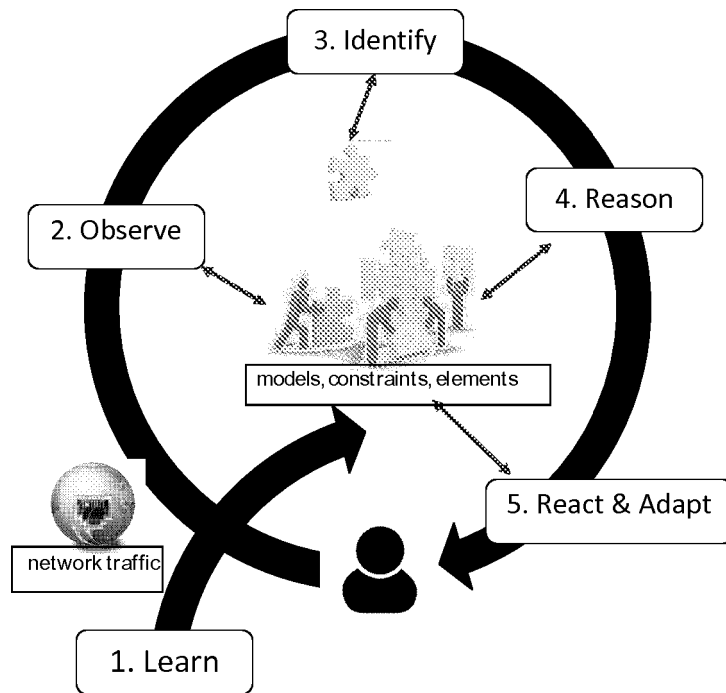 3. Identify
4. Reason
2. Observe
models, constraints, elements
5. React & Adapt
network traffic
1. Learn